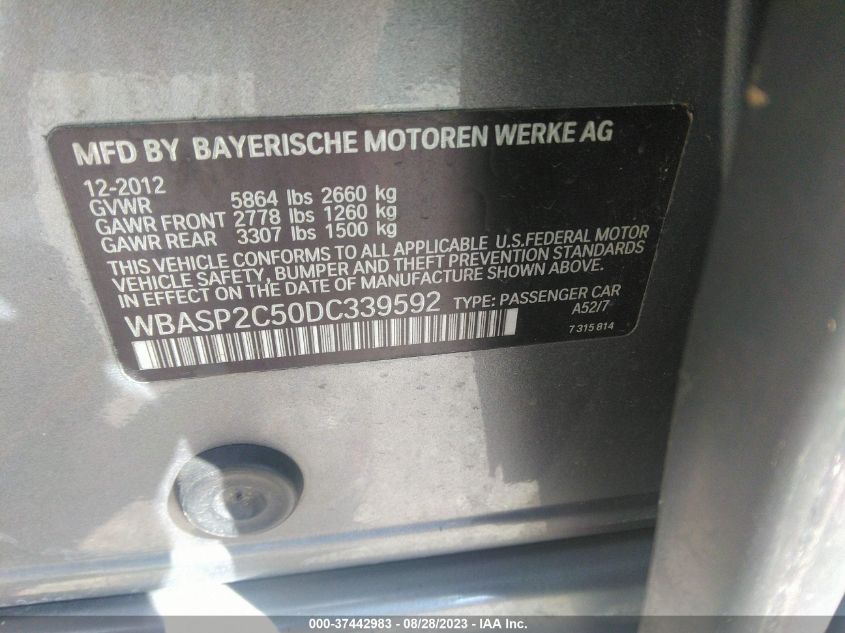 MFD BY BAYERISCHE MOTOREN WERKE AG
12-2012
GVWR 5864 lbs 2660 kg
GAWR FRONT 2778 lbs 1260 kg
GAWR REAR 3307 lbs 1500 kg
THIS VEHICLE CONFORMS TO ALL APPLICABLE U.S.FEDERAL MOTOR
VEHICLE SAFETY, BUMPER AND THEFT PREVENTION STANDARDS
IN EFFECT ON THE DATE OF MANUFACTURE SHOWN ABOVE.
WBASP2C50DC339592 TYPE: PASSENGER CAR
A52/7
7 315 814
000-37442983 - 08/28/2023 - IAA Inc.